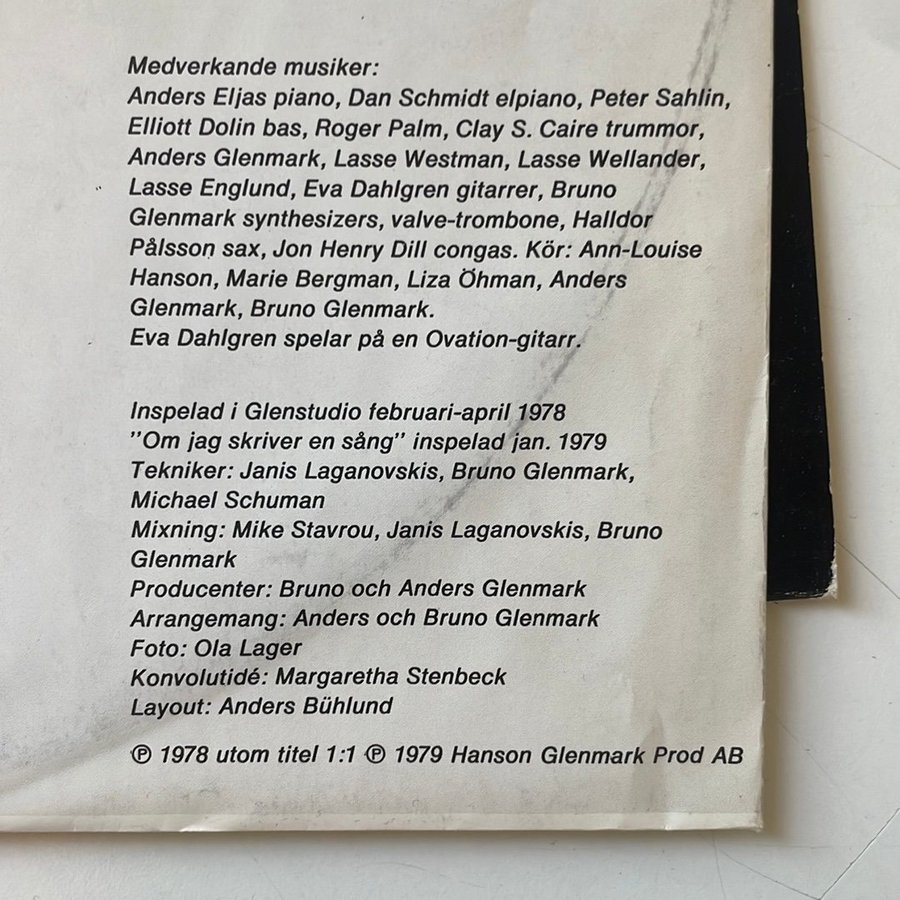 Medverkande musiker:
Anders Eljas piano, Dan Schmidt elpiano, Peter Sahlin,
Elliott Dolin bas, Roger Palm, Clay S. Caire trummor,
Anders Glenmark, Lasse Westman, Lasse Wellander,
Lasse Englund, Eva Dahlgren gitarrer, Bruno
Glenmark synthesizers, valve-trombone, Halldor
Pålsson sax, Jon Henry Dill congas. Kör: Ann-Louise
Hanson, Marie Bergman, Liza Öhman, Anders
Glenmark, Bruno Glenmark.
Eva Dahlgren spelar på en Ovation-gitarr.
Inspelad i Glenstudio februari-april 1978
"Om jag skriver en sång" inspelad jan. 1979
Tekniker: Janis Laganovskis, Bruno Glenmark,
Michael Schuman
Mixning: Mike Stavrou, Janis Laganovskis, Bruno
Glenmark
Producenter: Bruno och Anders Glenmark
Arrangemang: Anders och Bruno Glenmark
Foto: Ola Lager
Konvolutidé: Margaretha Stenbeck
Layout: Anders Bühlund
℗ 1978 utom titel 1:1 ℗ 1979 Hanson Glenmark Prod AB